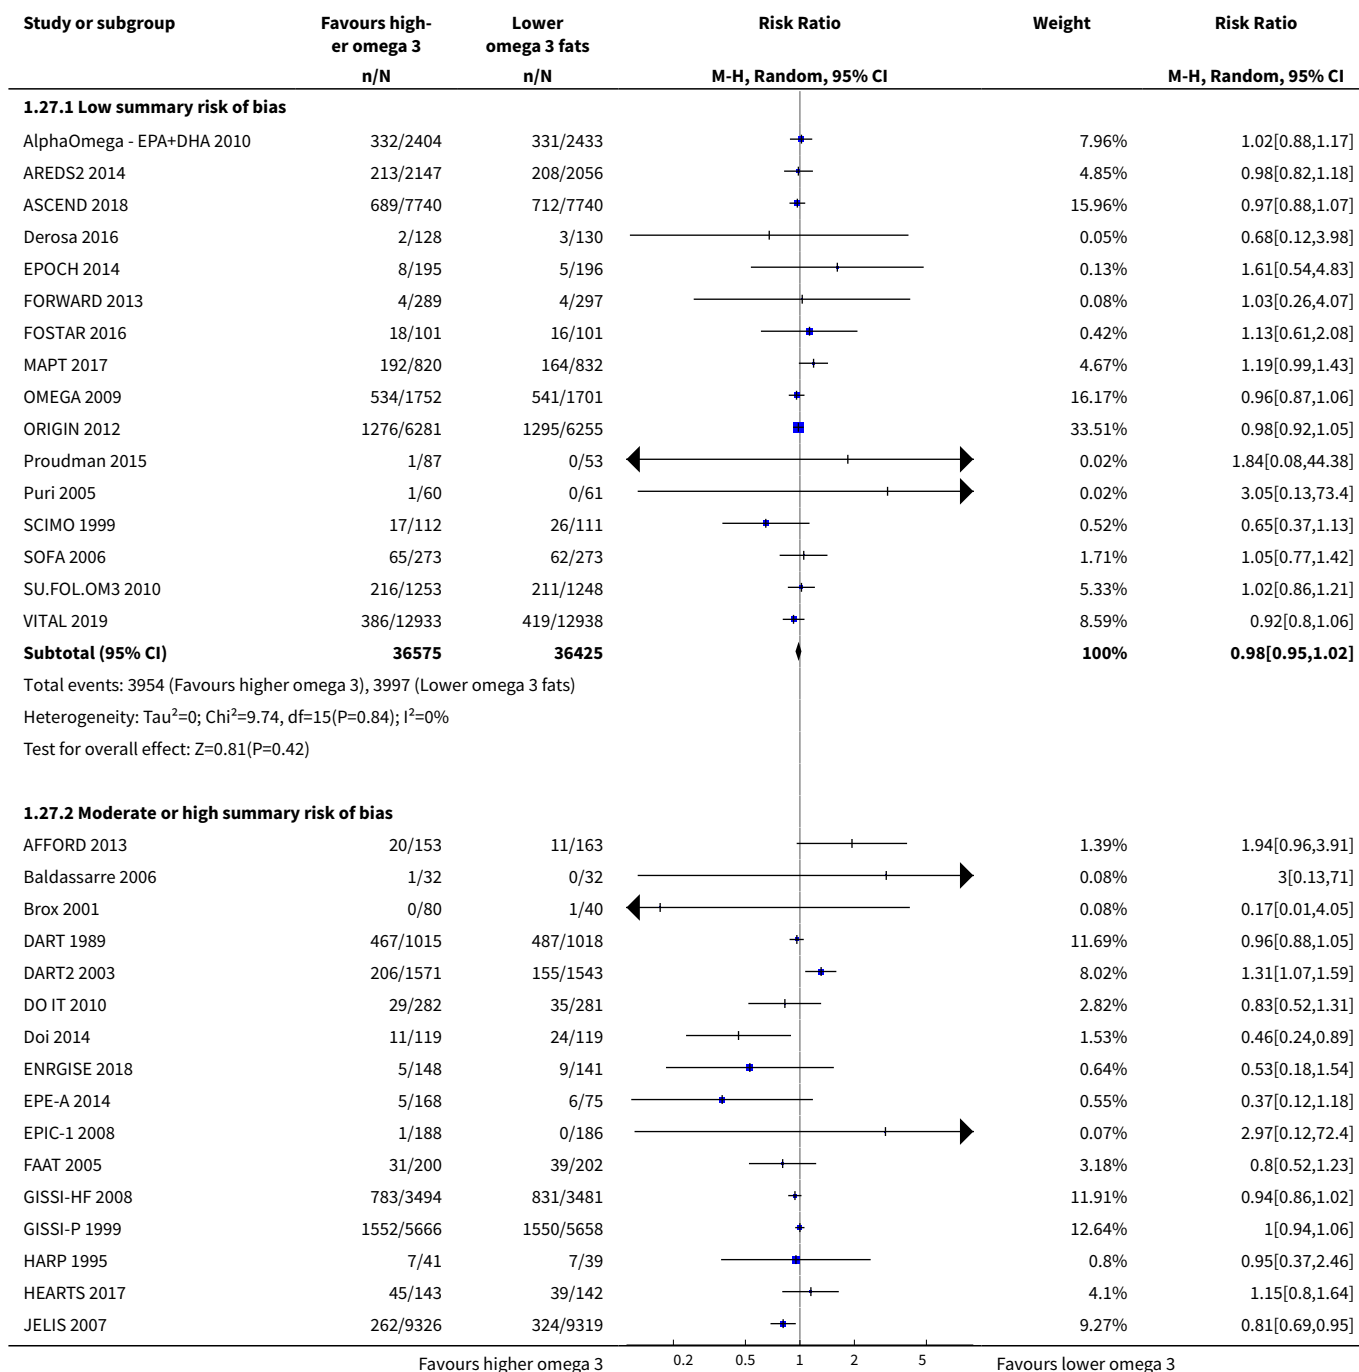 Study or subgroup Favours high- Lower Risk Ratio Weight Risk Ratio
er omega 3 omega 3 fats
n/N n/N M-H, Random, 95% CI M-H, Random, 95% CI
1.27.1 Low summary risk of bias
AlphaOmega - EPA+DHA 2010 332/2404 331/2433 7.96% 1.02[0.88,1.17]
AREDS2 2014 213/2147 208/2056 4.85% 0.98[0.82,1.18]
ASCEND 2018 689/7740 712/7740 15.96% 0.97[0.88,1.07]
Derosa 2016 2/128 3/130 0.05% 0.68[0.12,3.98]
EPOCH 2014 8/195 5/196 0.13% 1.61[0.54,4.83]
FORWARD 2013 4/289 4/297 0.08% 1.03[0.26,4.07]
FOSTAR 2016 18/101 16/101 0.42% 1.13[0.61,2.08]
MAPT 2017 192/820 164/832 4.67% 1.19[0.99,1.43]
OMEGA 2009 534/1752 541/1701 16.17% 0.96[0.87,1.06]
ORIGIN 2012 1276/6281 1295/6255 33.51% 0.98[0.92,1.05]
Proudman 2015 1/87 0/53 0.02% 1.84[0.08,44.38]
Puri 2005 1/60 0/61 0.02% 3.05[0.13,73.4]
SCIMO 1999 17/112 26/111 0.52% 0.65[0.37,1.13]
SOFA 2006 65/273 62/273 1.71% 1.05[0.77,1.42]
SU.FOL.OM3 2010 216/1253 211/1248 5.33% 1.02[0.86,1.21]
VITAL 2019 386/12933 419/12938 8.59% 0.92[0.8,1.06]
Subtotal (95% CI) 36575 36425 100% 0.98[0.95,1.02]
Total events: 3954 (Favours higher omega 3), 3997 (Lower omega 3 fats)
Heterogeneity: Tau²=0; Chi²=9.74, df=15(P=0.84); I²=0%
Test for overall effect: Z=0.81(P=0.42)
1.27.2 Moderate or high summary risk of bias
AFFORD 2013 20/153 11/163 1.39% 1.94[0.96,3.91]
Baldassarre 2006 1/32 0/32 0.08% 3[0.13,71]
Brox 2001 0/80 1/40 0.08% 0.17[0.01,4.05]
DART 1989 467/1015 487/1018 11.69% 0.96[0.88,1.05]
DART2 2003 206/1571 155/1543 8.02% 1.31[1.07,1.59]
DO IT 2010 29/282 35/281 2.82% 0.83[0.52,1.31]
Doi 2014 11/119 24/119 1.53% 0.46[0.24,0.89]
ENRGISE 2018 5/148 9/141 0.64% 0.53[0.18,1.54]
EPE-A 2014 5/168 6/75 0.55% 0.37[0.12,1.18]
EPIC-1 2008 1/188 0/186 0.07% 2.97[0.12,72.4]
FAAT 2005 31/200 39/202 3.18% 0.8[0.52,1.23]
GISSI-HF 2008 783/3494 831/3481 11.91% 0.94[0.86,1.02]
GISSI-P 1999 1552/5666 1550/5658 12.64% 1[0.94,1.06]
HARP 1995 7/41 7/39 0.8% 0.95[0.37,2.46]
HEARTS 2017 45/143 39/142 4.1% 1.15[0.8,1.64]
JELIS 2007 262/9326 324/9319 9.27% 0.81[0.69,0.95]
Favours higher omega 3 0.2 0.5 1 2 5 Favours lower omega 3